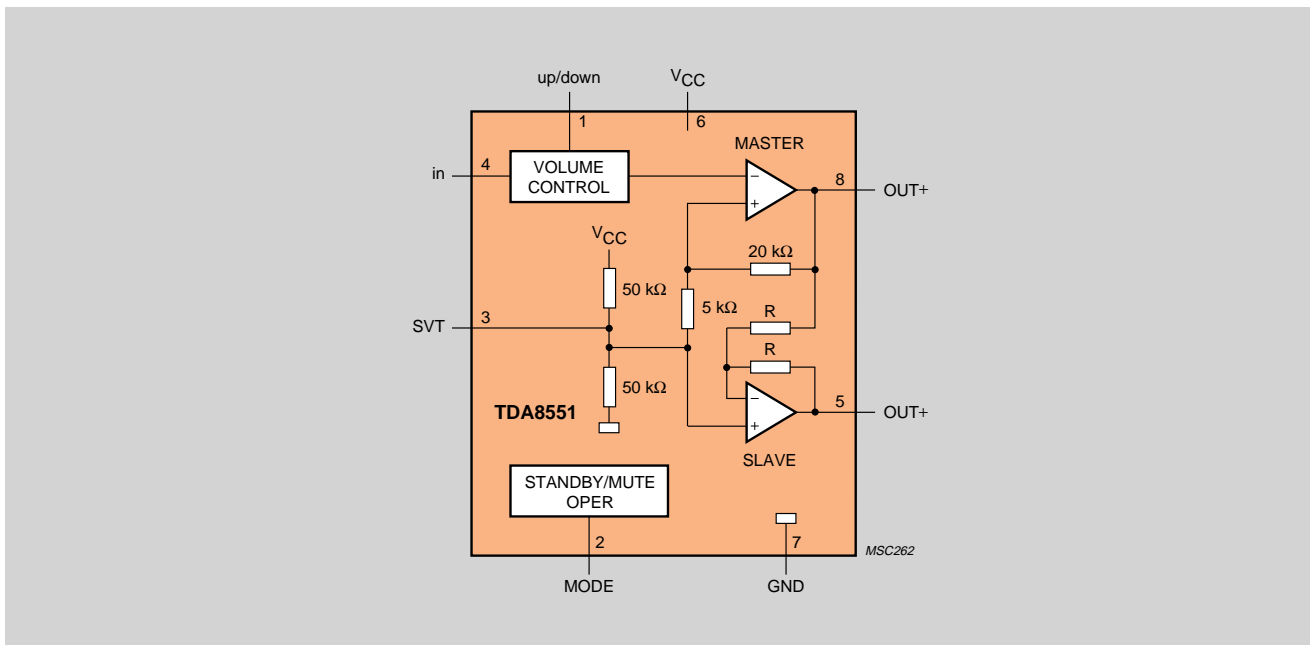 up/down
VCC
1
6
MASTER
in
4
VOLUME
CONTROL
−
+
8
OUT+
VCC
20 kΩ
50 kΩ
5 kΩ
R
SVT
3
R
50 kΩ
−
+
5
OUT+
TDA8551
SLAVE
STANDBY/MUTE
OPER
2
7
MSC262
MODE
GND